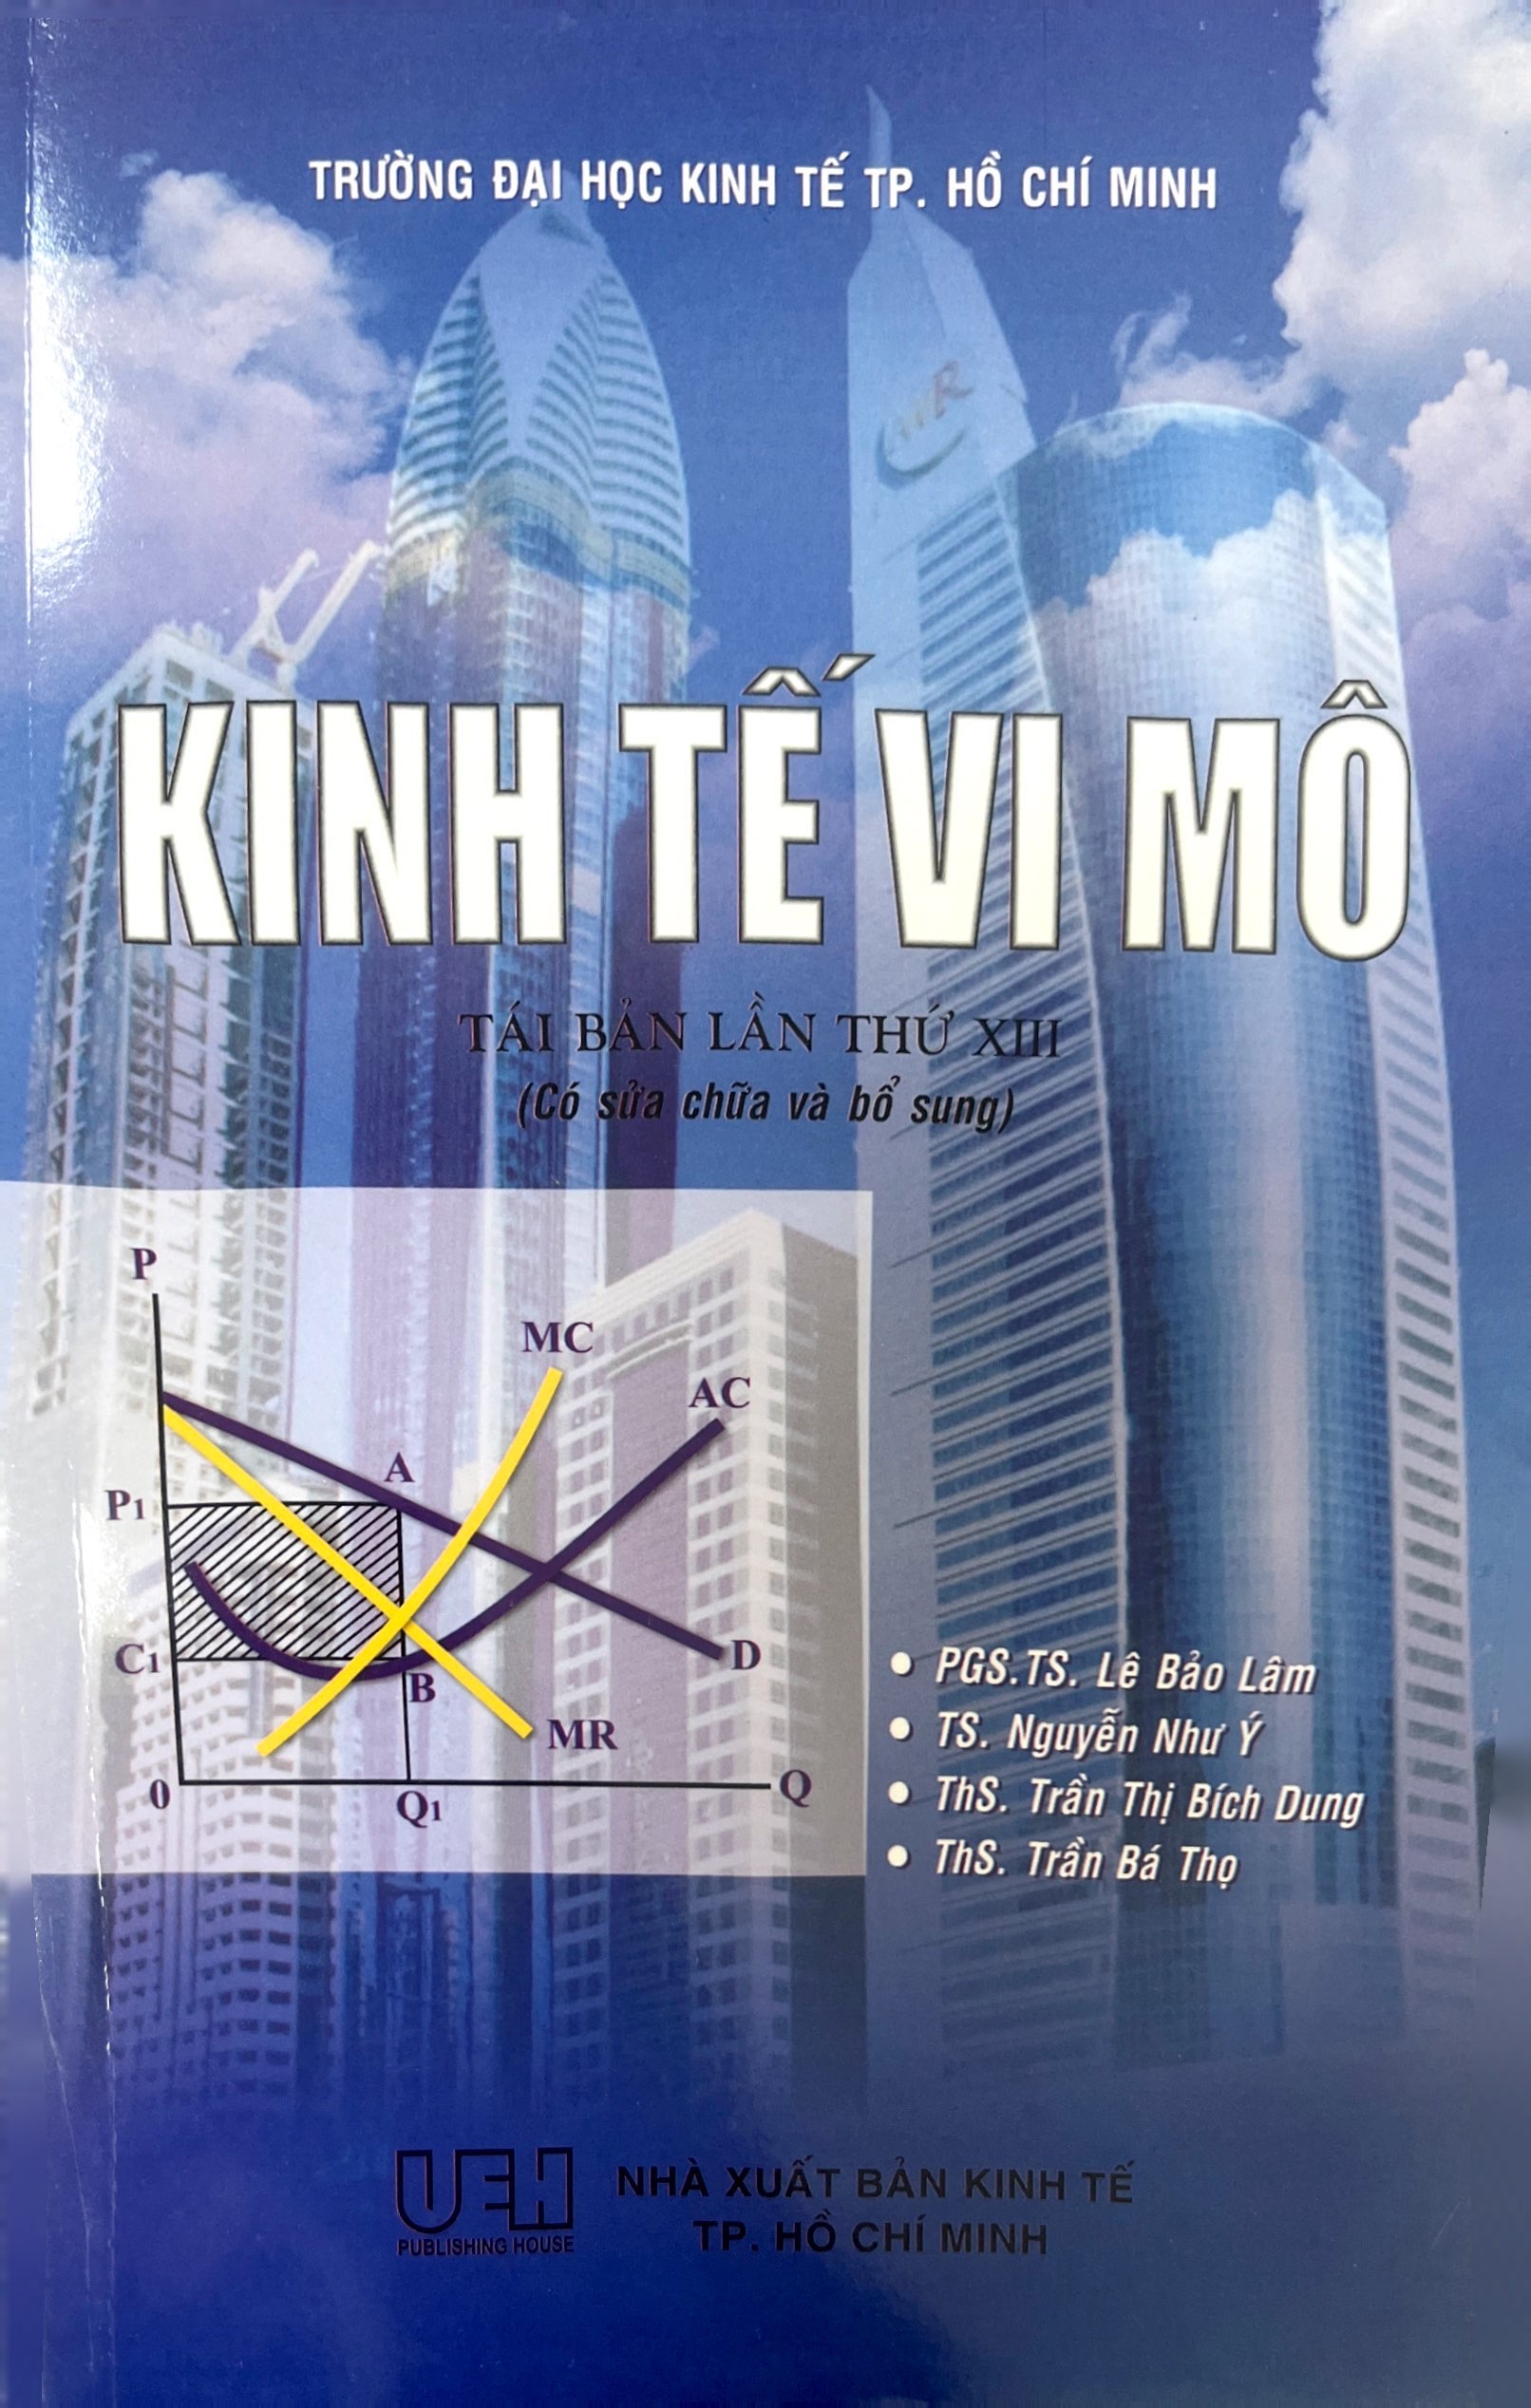 TRƯỜNG ĐẠI HỌC KINH TẾ TP. HỒ CHÍ MINH
KINH TẾ VI MÔ
TÁI BẢN LẦN THỨ XIII
(Có sửa chữa và bổ sung)
P
MC
AC
A
P1
C1
B
D
MR
0
Q1
Q
• PGS.TS. Lê Bảo Lâm
• TS. Nguyễn Như Ý
• ThS. Trần Thị Bích Dung
• ThS. Trần Bá Thọ
UEH
PUBLISHING HOUSE
NHÀ XUẤT BẢN KINH TẾ
TP. HỒ CHÍ MINH